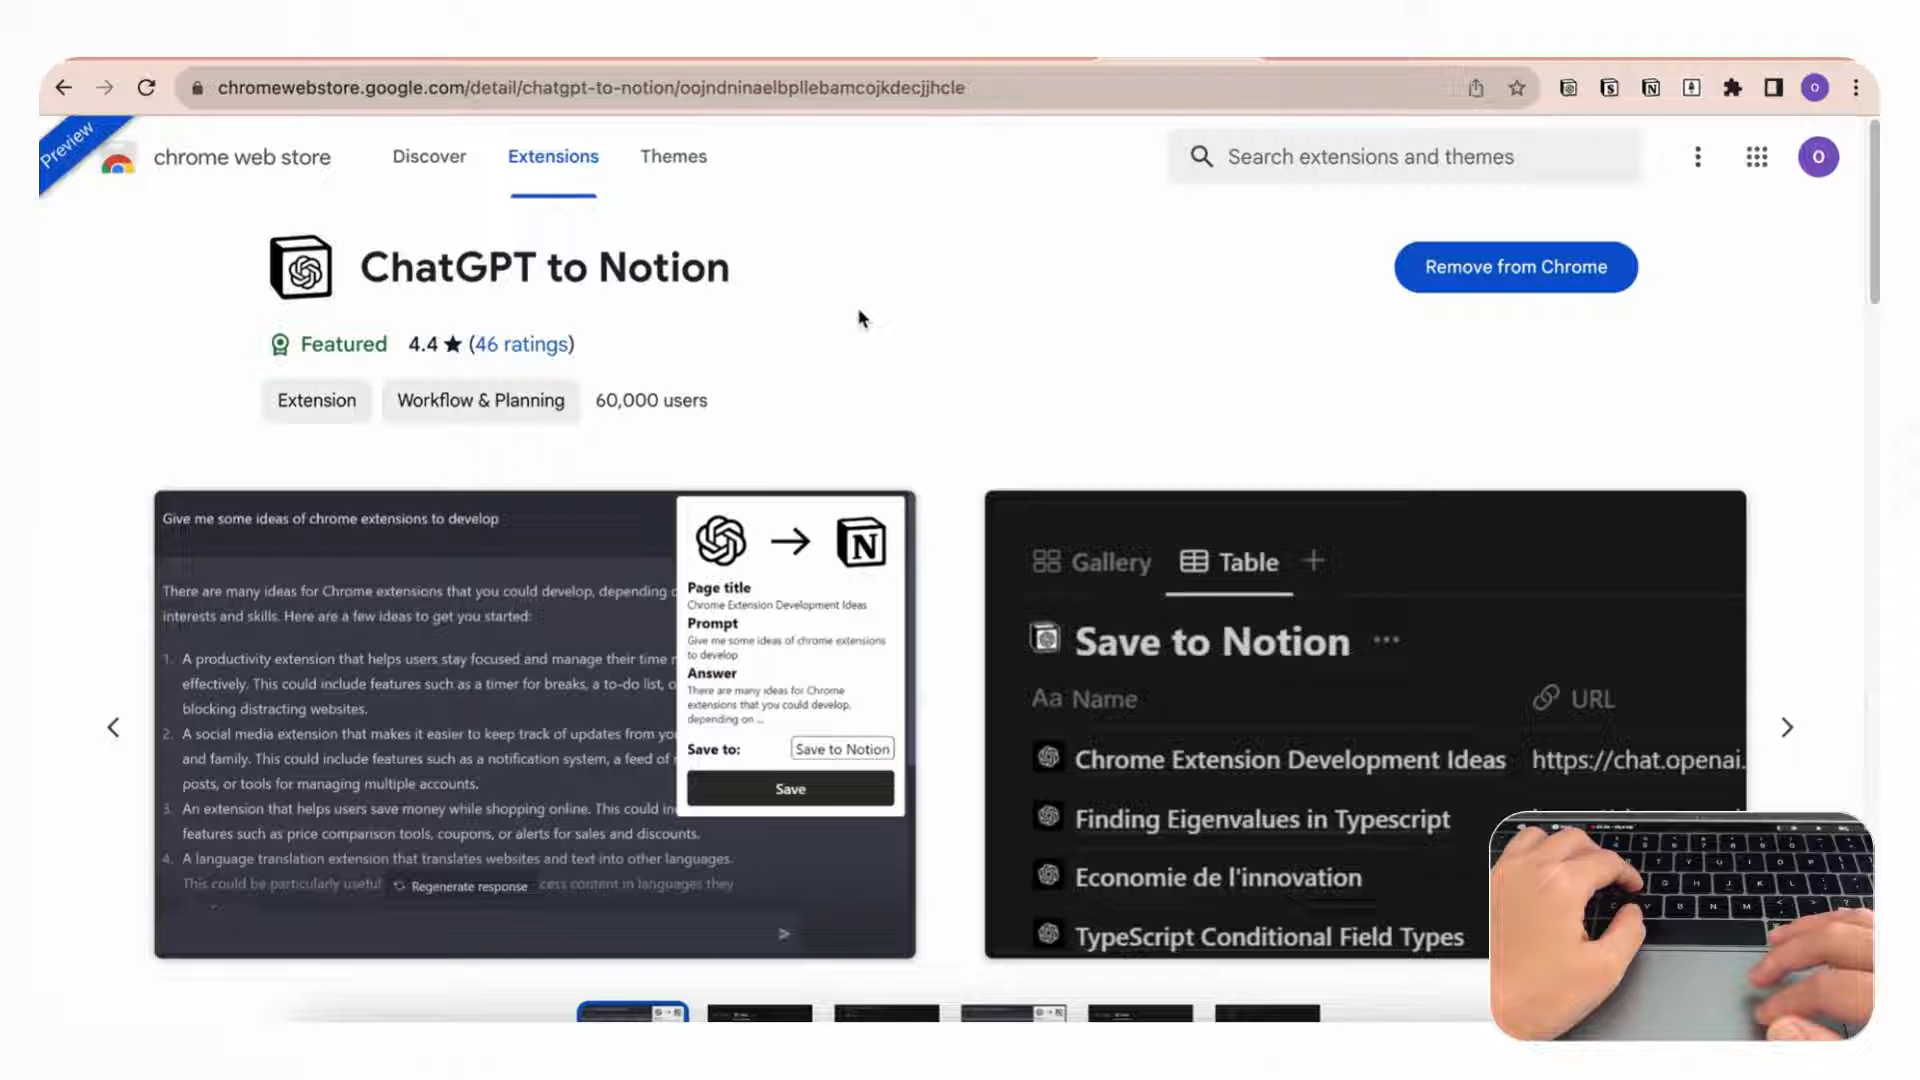 chromewebstore.google.com/detail/chatgpt-to-notion/oojndninaelbpllebamcojkdecjjhcle
O
Preview
chrome web store
Discover
Extensions
Themes
Search extensions and themes
O
ChatGPT to Notion
Remove from Chrome
Featured
4.4 ★ (46 ratings)
Extension
Workflow & Planning
60,000 users
Give me some ideas of chrome extensions to develop
There are many ideas for Chrome extensions that you could develop, depending
interests and skills. Here are a few ideas to get you started:
1. A productivity extension that helps users stay focused and manage their time
effectively. This could include features such as a timer for breaks, a to-do list,
blocking distracting websites.
2. A social media extension that makes it easier to keep track of updates from
and family. This could include features such as a notification system, a feed of
posts, or tools for managing multiple accounts.
3. An extension that helps users save money while shopping online. This could
features such as price comparison tools, coupons, or alerts for sales and discounts.
4. A language translation extension that translates websites and text into other languages.
This could be particularly useful
Regenerate response
cess content in languages they
Page title
Chrome Extension Development Ideas
Prompt
Give me some ideas of chrome extensions
to develop
Answer
There are many ideas for Chrome
extensions that you could develop,
depending on ...
Save to:
Save to Notion
Save
Gallery
Table
Save to Notion
Aa Name
URL
Chrome Extension Development Ideas
https://chat.openai.
Finding Eigenvalues in Typescript
Economie de l'innovation
TypeScript Conditional Field Types